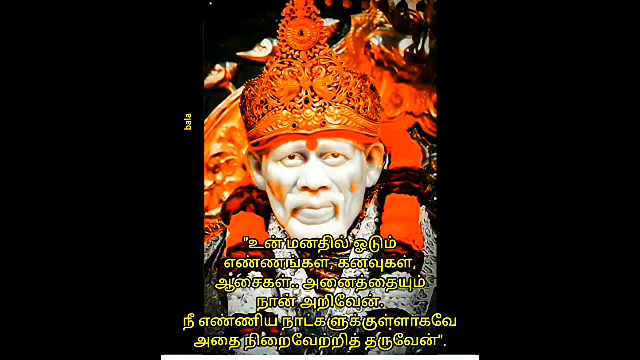 bala
"உன் மனதில் ஓடும்
எண்ணங்கள், கனவுகள்,
ஆசைகள்.. அனைத்தையும்
நான் அறிவேன்.
நீ எண்ணிய நாட்களுக்குள்ளாகவே
அதை நிறைவேற்றித் தருவேன்".